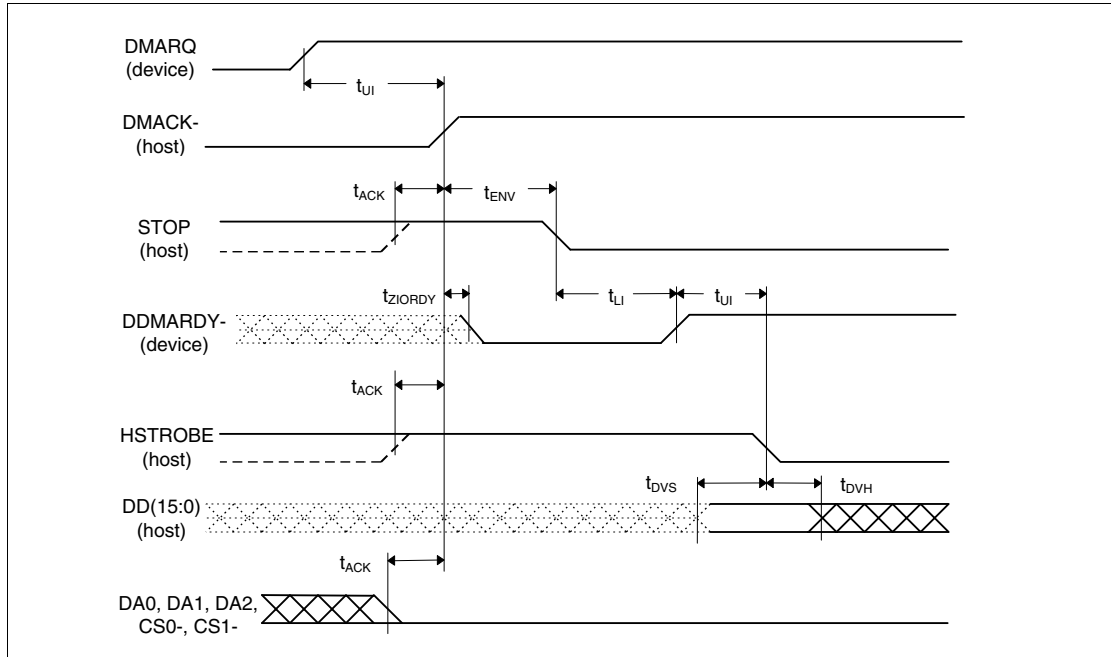 DMARQ
(device)
tUI
DMACK-
(host)
tACK
tENV
STOP
(host)
tZIORDY
tLI
tUI
DDMARDY-
(device)
tACK
HSTROBE
(host)
tDVS
tDVH
DD(15:0)
(host)
tACK
DA0, DA1, DA2,
CS0-, CS1-